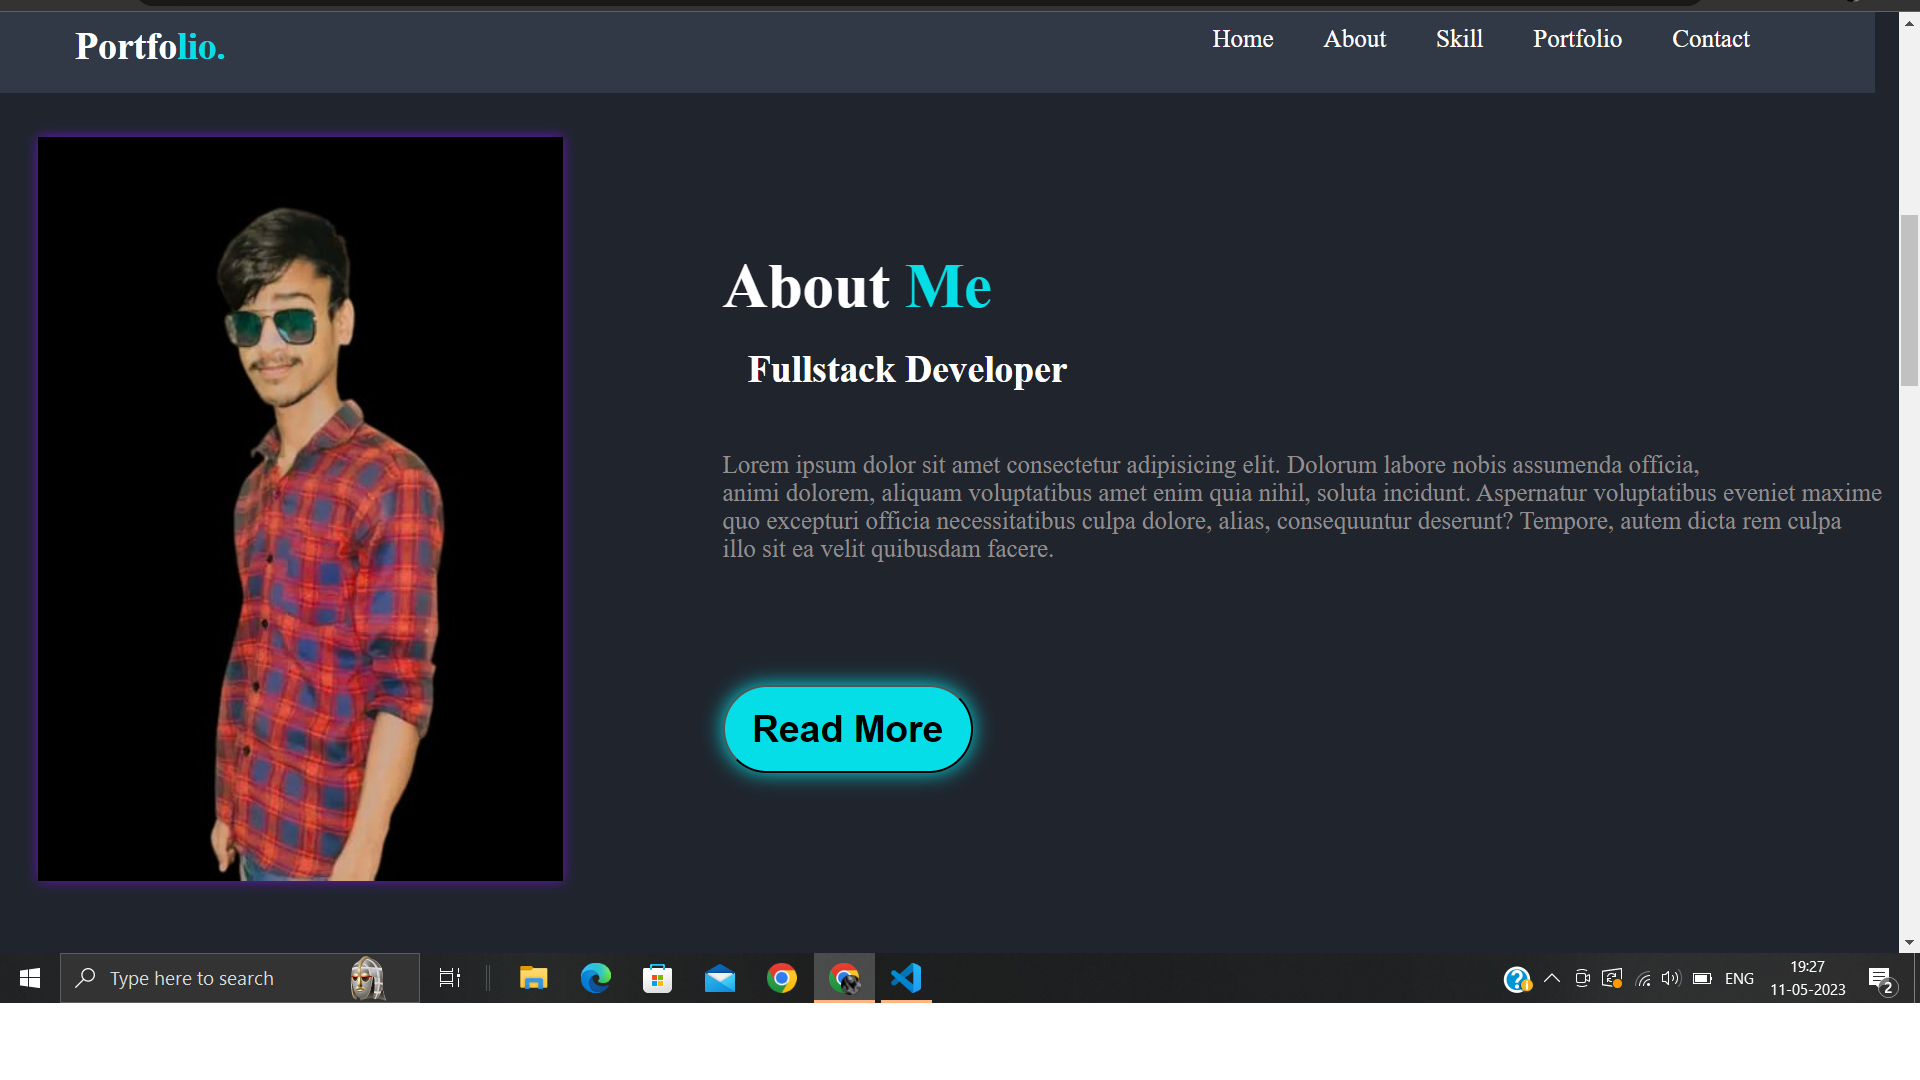 Portfolio.
Home About Skill Portfolio Contact
About Me
Fullstack Developer
Lorem ipsum dolor sit amet consectetur adipisicing elit. Dolorum labore nobis assumenda officia,
animi dolorem, aliquam voluptatibus amet enim quia nihil, soluta incidunt. Aspernatur voluptatibus eveniet maxime
quo excepturi officia necessitatibus culpa dolore, alias, consequuntur deserunt? Tempore, autem dicta rem culpa
illo sit ea velit quibusdam facere.
Read More
Type here to search
ENG
19:27
11-05-2023
2